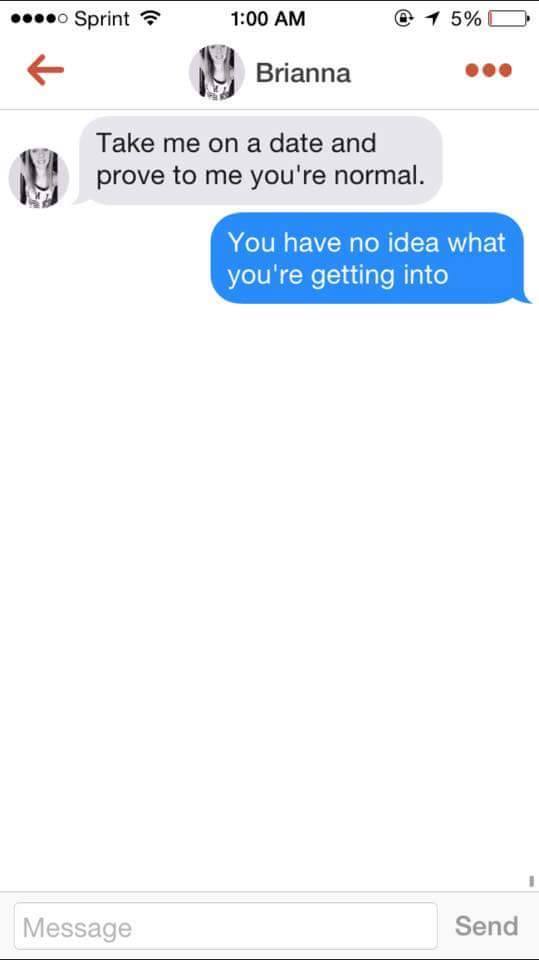 Sprint 1:00 AM 5%
Brianna
Take me on a date and
prove to me you're normal.
You have no idea what
you're getting into
Message Send